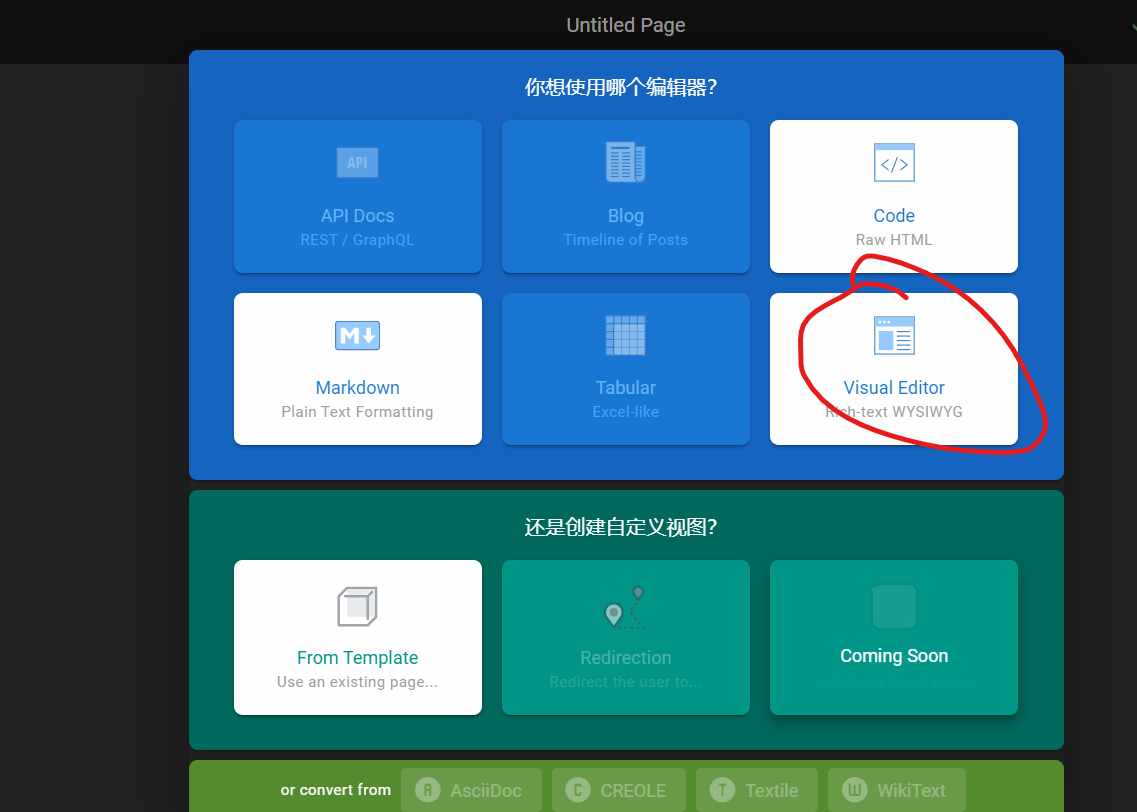 Untitled Page
你想使用哪个编辑器？
API
API Docs
REST / GraphQL
Blog
Timeline of Posts
</>
Code
Raw HTML
M
Markdown
Plain Text Formatting
Tabular
Excel-like
Visual Editor
Rich-text WYSIWYG
还是创建自定义视图？
From Template
Use an existing page...
Redirection
Redirect the user to...
Coming Soon
Include external pages
or convert from
A AsciiDoc
C CREOLE
T Textile
W WikiText